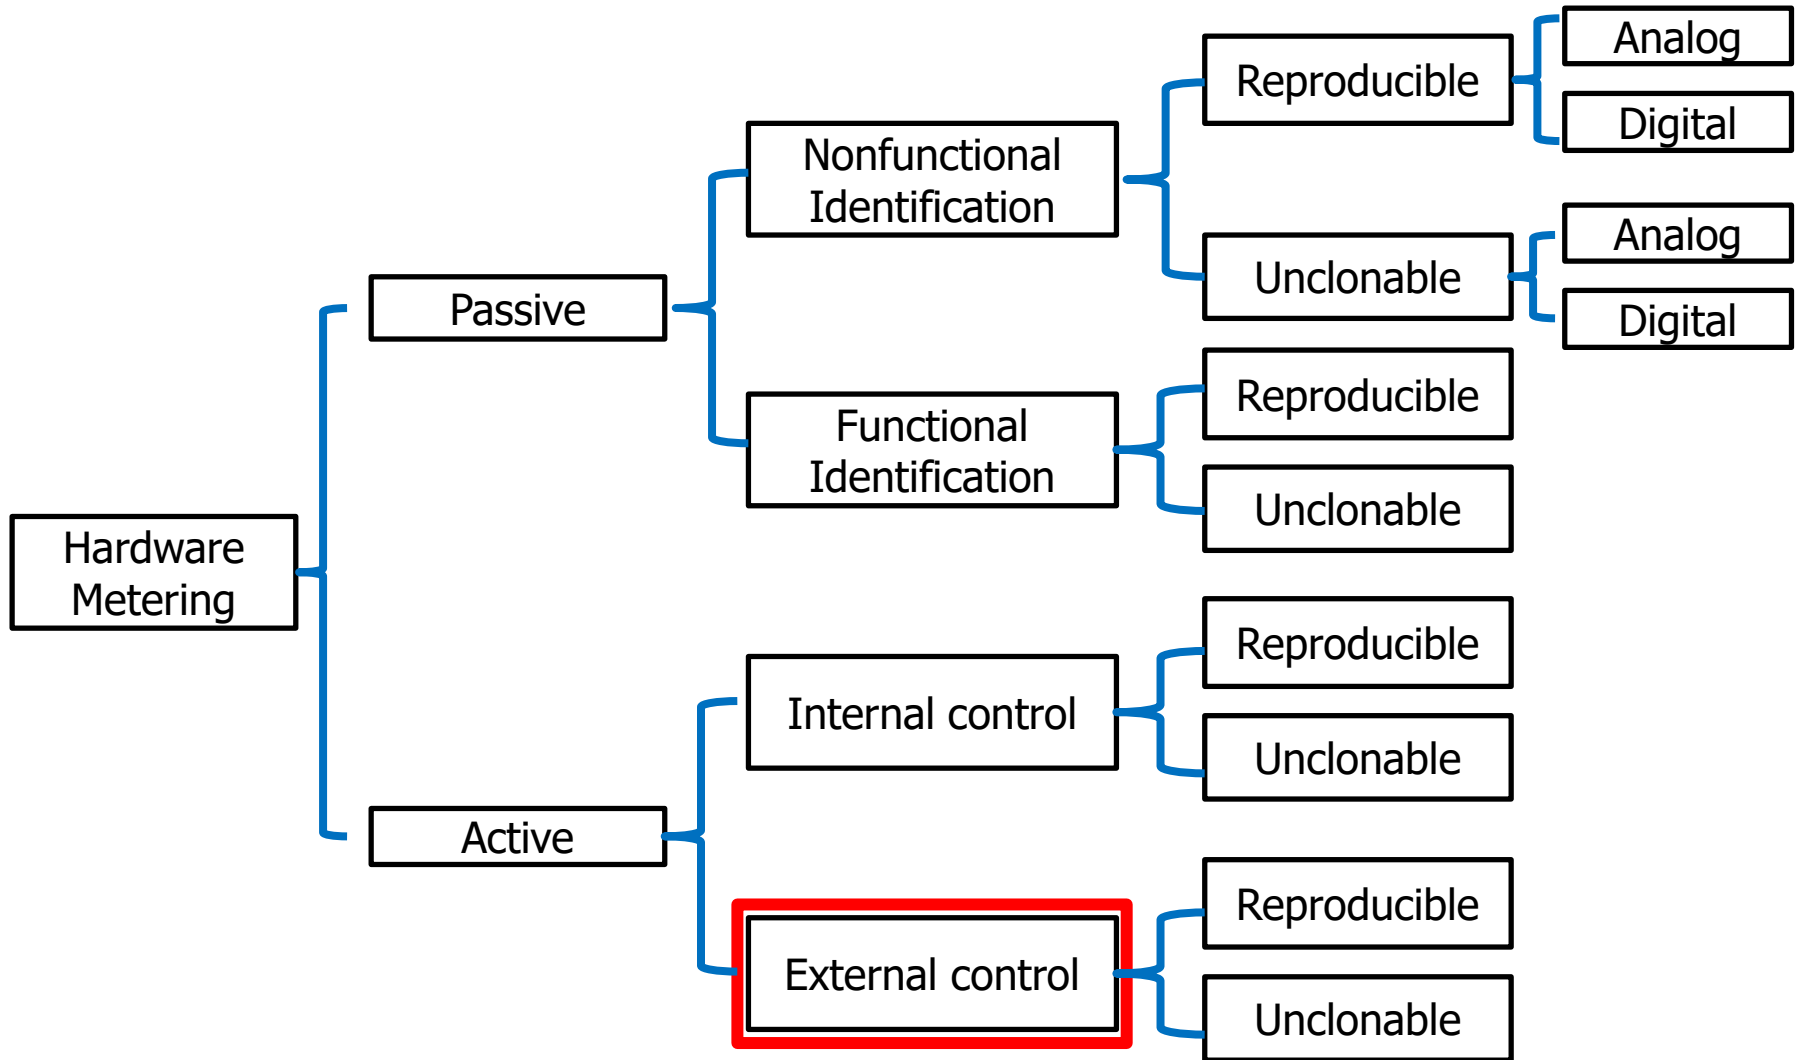 Hardware
Metering
Passive
Nonfunctional
Identification
Reproducible
Analog
Digital
Unclonable
Analog
Digital
Functional
Identification
Reproducible
Unclonable
Active
Internal control
Reproducible
Unclonable
External control
Reproducible
Unclonable